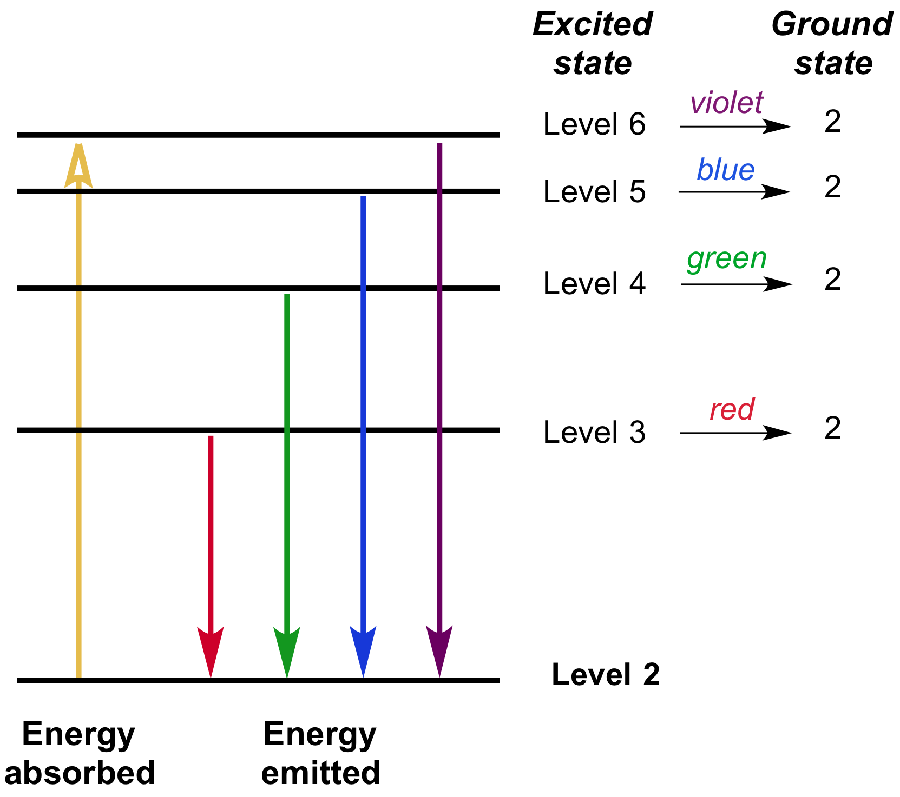 Excited Ground
state state
Level 6 violet 2
Level 5 blue 2
Level 4 green 2
Level 3 red 2
Level 2
Energy Energy
absorbed emitted